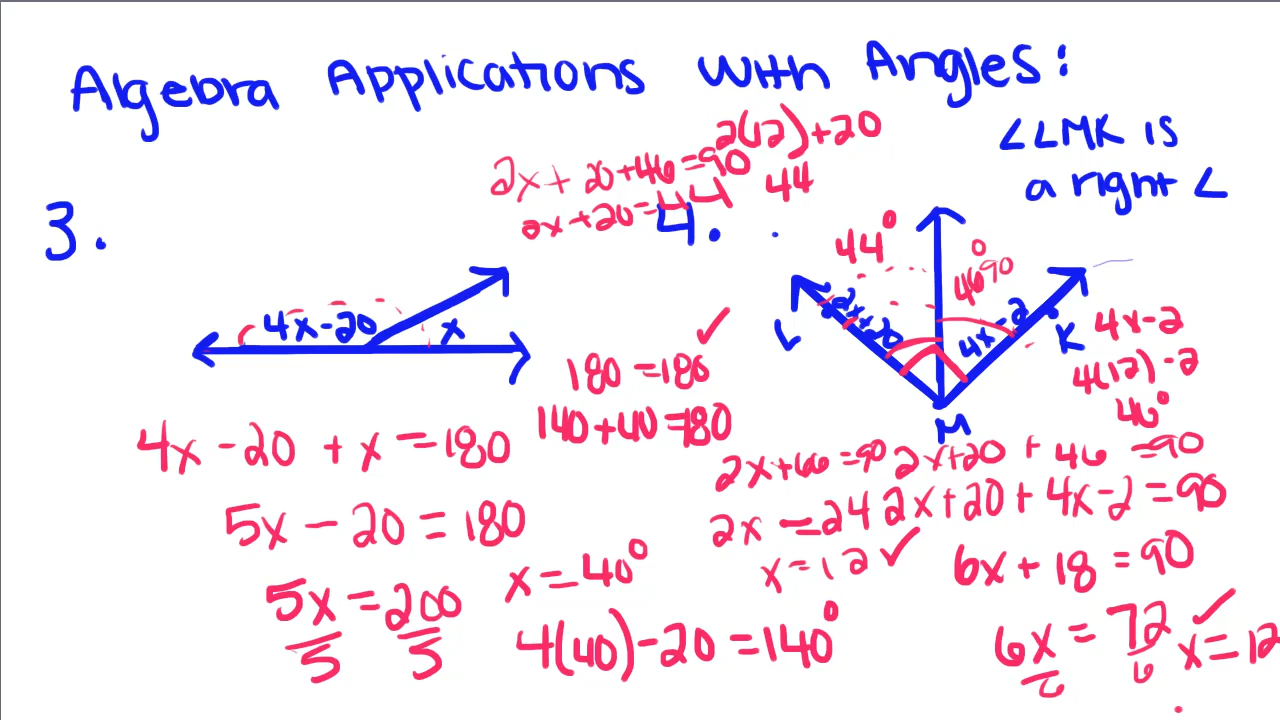 Algebra Applications with Angles:
∠LMK is
a right ∠
2(12)+20
44
2x + 20 +46 =90
2x +20 =44
3.
4x-20
x
180 =180 ✓
140 +40 =180
4x -20 + x =180
5x - 20 = 180
5x = 200
5 5
x = 40°
4(40) -20 = 140°
4.
44°
46°
90
L
2x+20
4x-2
K
M
4x-2
4(12) -2
46°
2x+20 + 46 =90
2x+66 =90
2x =24
x=12 ✓
2x+20 + 4x-2 = 90
6x + 18 = 90
6x = 72
6 6
x = 12 ✓